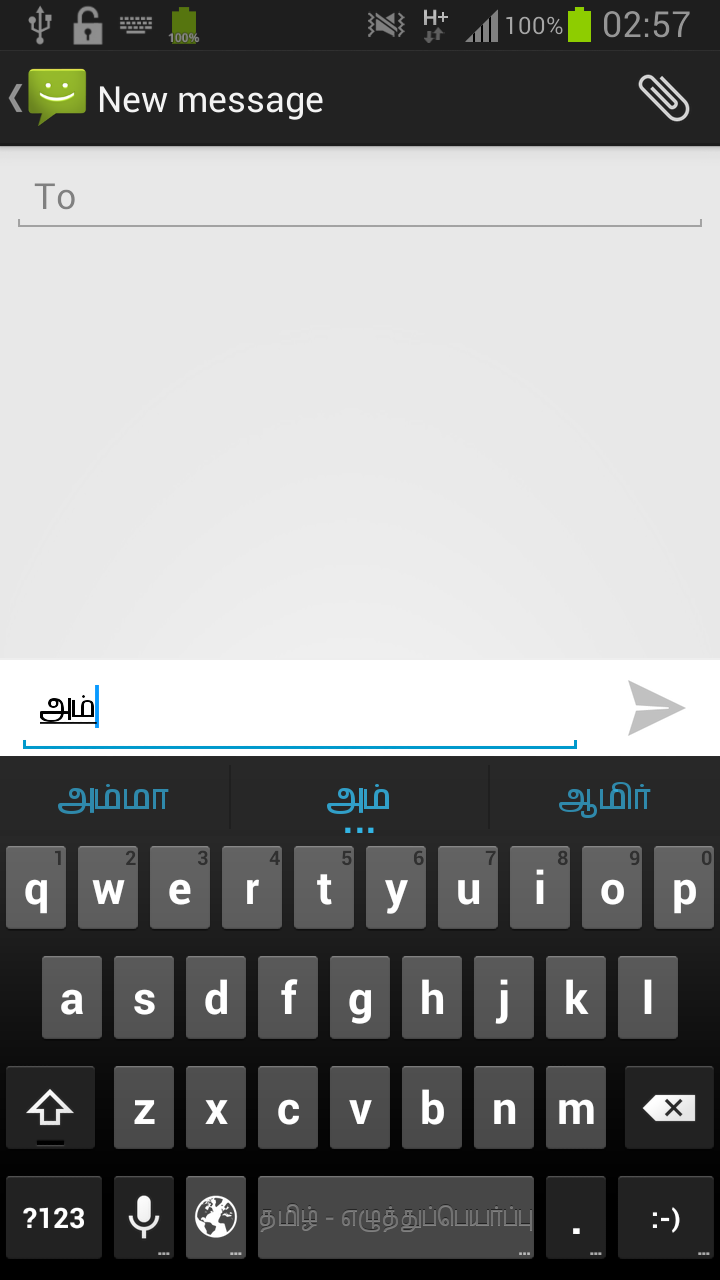 100% H+ 100% 02:57
New message
To
அம்
அம்மா அம் ஆமிர்
... 
1 2 3 4 5 6 7 8 9 0
q w e r t y u i o p
a s d f g h j k l
z x c v b n m
?123 தமிழ் - எழுத்துப்பெயர்ப்பு . :-)